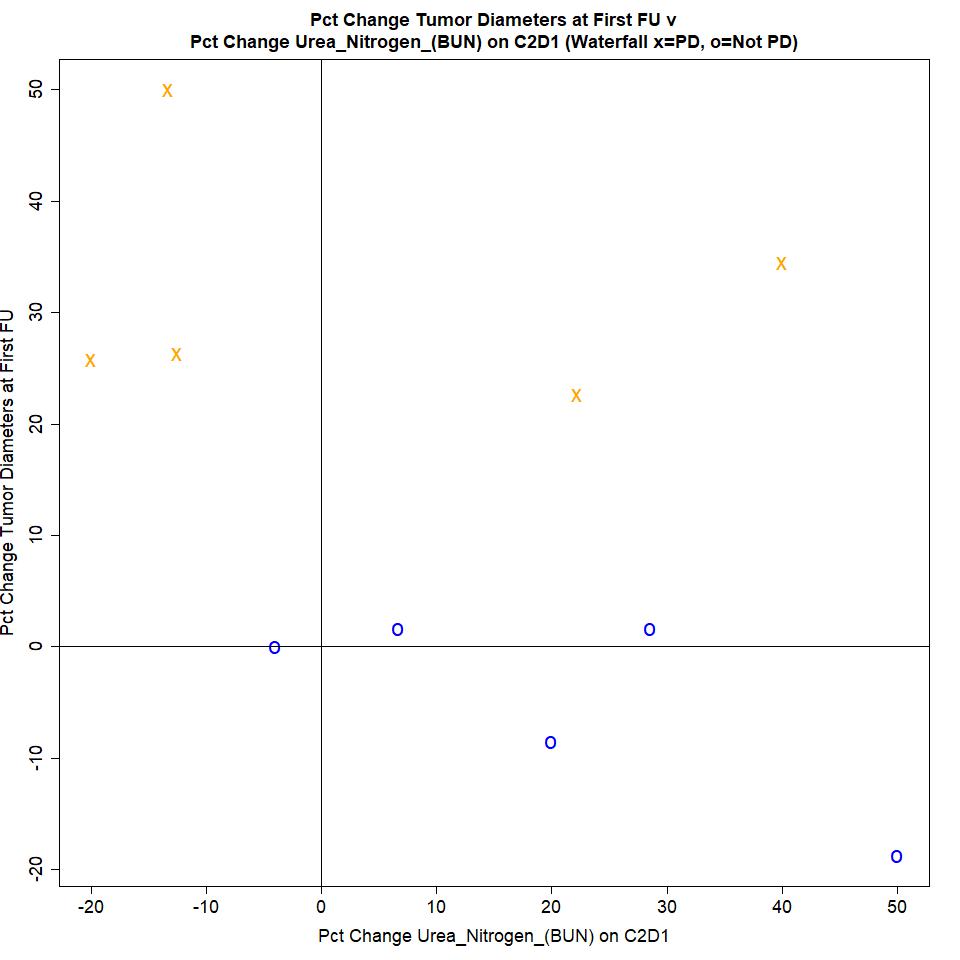 Pct Change Tumor Diameters at First FU v
Pct Change Urea_Nitrogen_(BUN) on C2D1 (Waterfall x=PD, o=Not PD)
Pct Change Tumor Diameters at First FU
50
40
30
20
10
0
-10
-20
X
X
X
X
X
O
O
O
O
O
-20
-10
0
10
20
30
40
50
Pct Change Urea_Nitrogen_(BUN) on C2D1